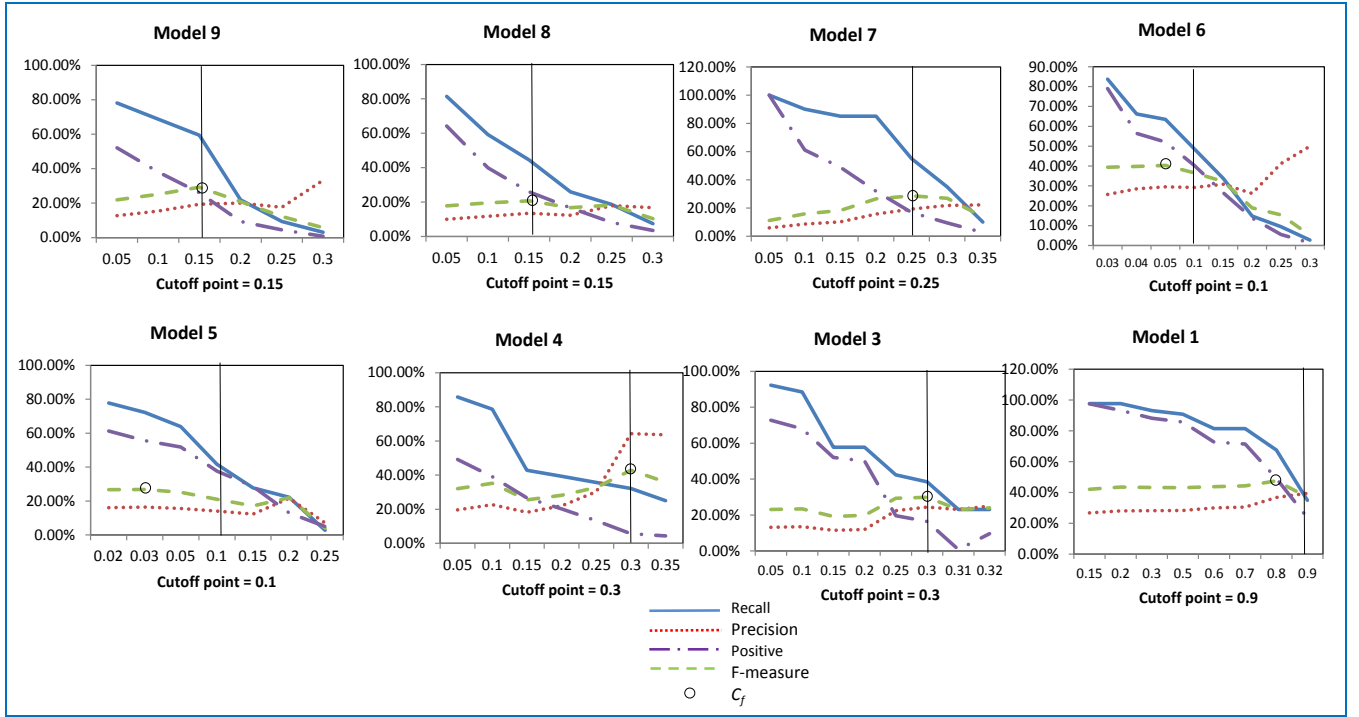 Model 9
100.00%
80.00%
60.00%
40.00%
20.00%
0.00%
0.05 0.1 0.15 0.2 0.25 0.3
Cutoff point = 0.15
Model 8
100.00%
80.00%
60.00%
40.00%
20.00%
0.00%
0.05 0.1 0.15 0.2 0.25 0.3
Cutoff point = 0.15
Model 7
120.00%
100.00%
80.00%
60.00%
40.00%
20.00%
0.00%
0.05 0.1 0.15 0.2 0.25 0.3 0.35
Cutoff point = 0.25
Model 6
90.00%
80.00%
70.00%
60.00%
50.00%
40.00%
30.00%
20.00%
10.00%
0.00%
0.03 0.04 0.05 0.1 0.15 0.2 0.25 0.3
Cutoff point = 0.1
Model 5
100.00%
80.00%
60.00%
40.00%
20.00%
0.00%
0.02 0.03 0.05 0.1 0.15 0.2 0.25
Cutoff point = 0.1
Model 4
100.00%
80.00%
60.00%
40.00%
20.00%
0.00%
0.05 0.1 0.15 0.2 0.25 0.3 0.35
Cutoff point = 0.3
Model 3
100.00%
80.00%
60.00%
40.00%
20.00%
0.00%
0.05 0.1 0.15 0.2 0.25 0.3 0.31 0.32
Cutoff point = 0.3
Model 1
120.00%
100.00%
80.00%
60.00%
40.00%
20.00%
0.00%
0.15 0.2 0.3 0.5 0.6 0.7 0.8 0.9
Cutoff point = 0.9
Recall
Precision
Positive
F-measure
Cf